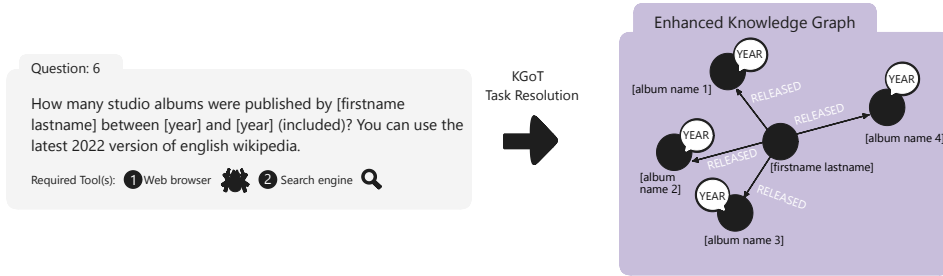 Question: 6
How many studio albums were published by [firstname
lastname] between [year] and [year] (included)? You can use the
latest 2022 version of english wikipedia.
Required Tool(s):
1 Web browser
2 Search engine
KGoT
Task Resolution
Enhanced Knowledge Graph
YEAR
[album name 1]
RELEASED
YEAR
[album name 4]
RELEASED
YEAR
[album
name 2]
RELEASED
[firstname lastname]
YEAR
RELEASED
[album name 3]